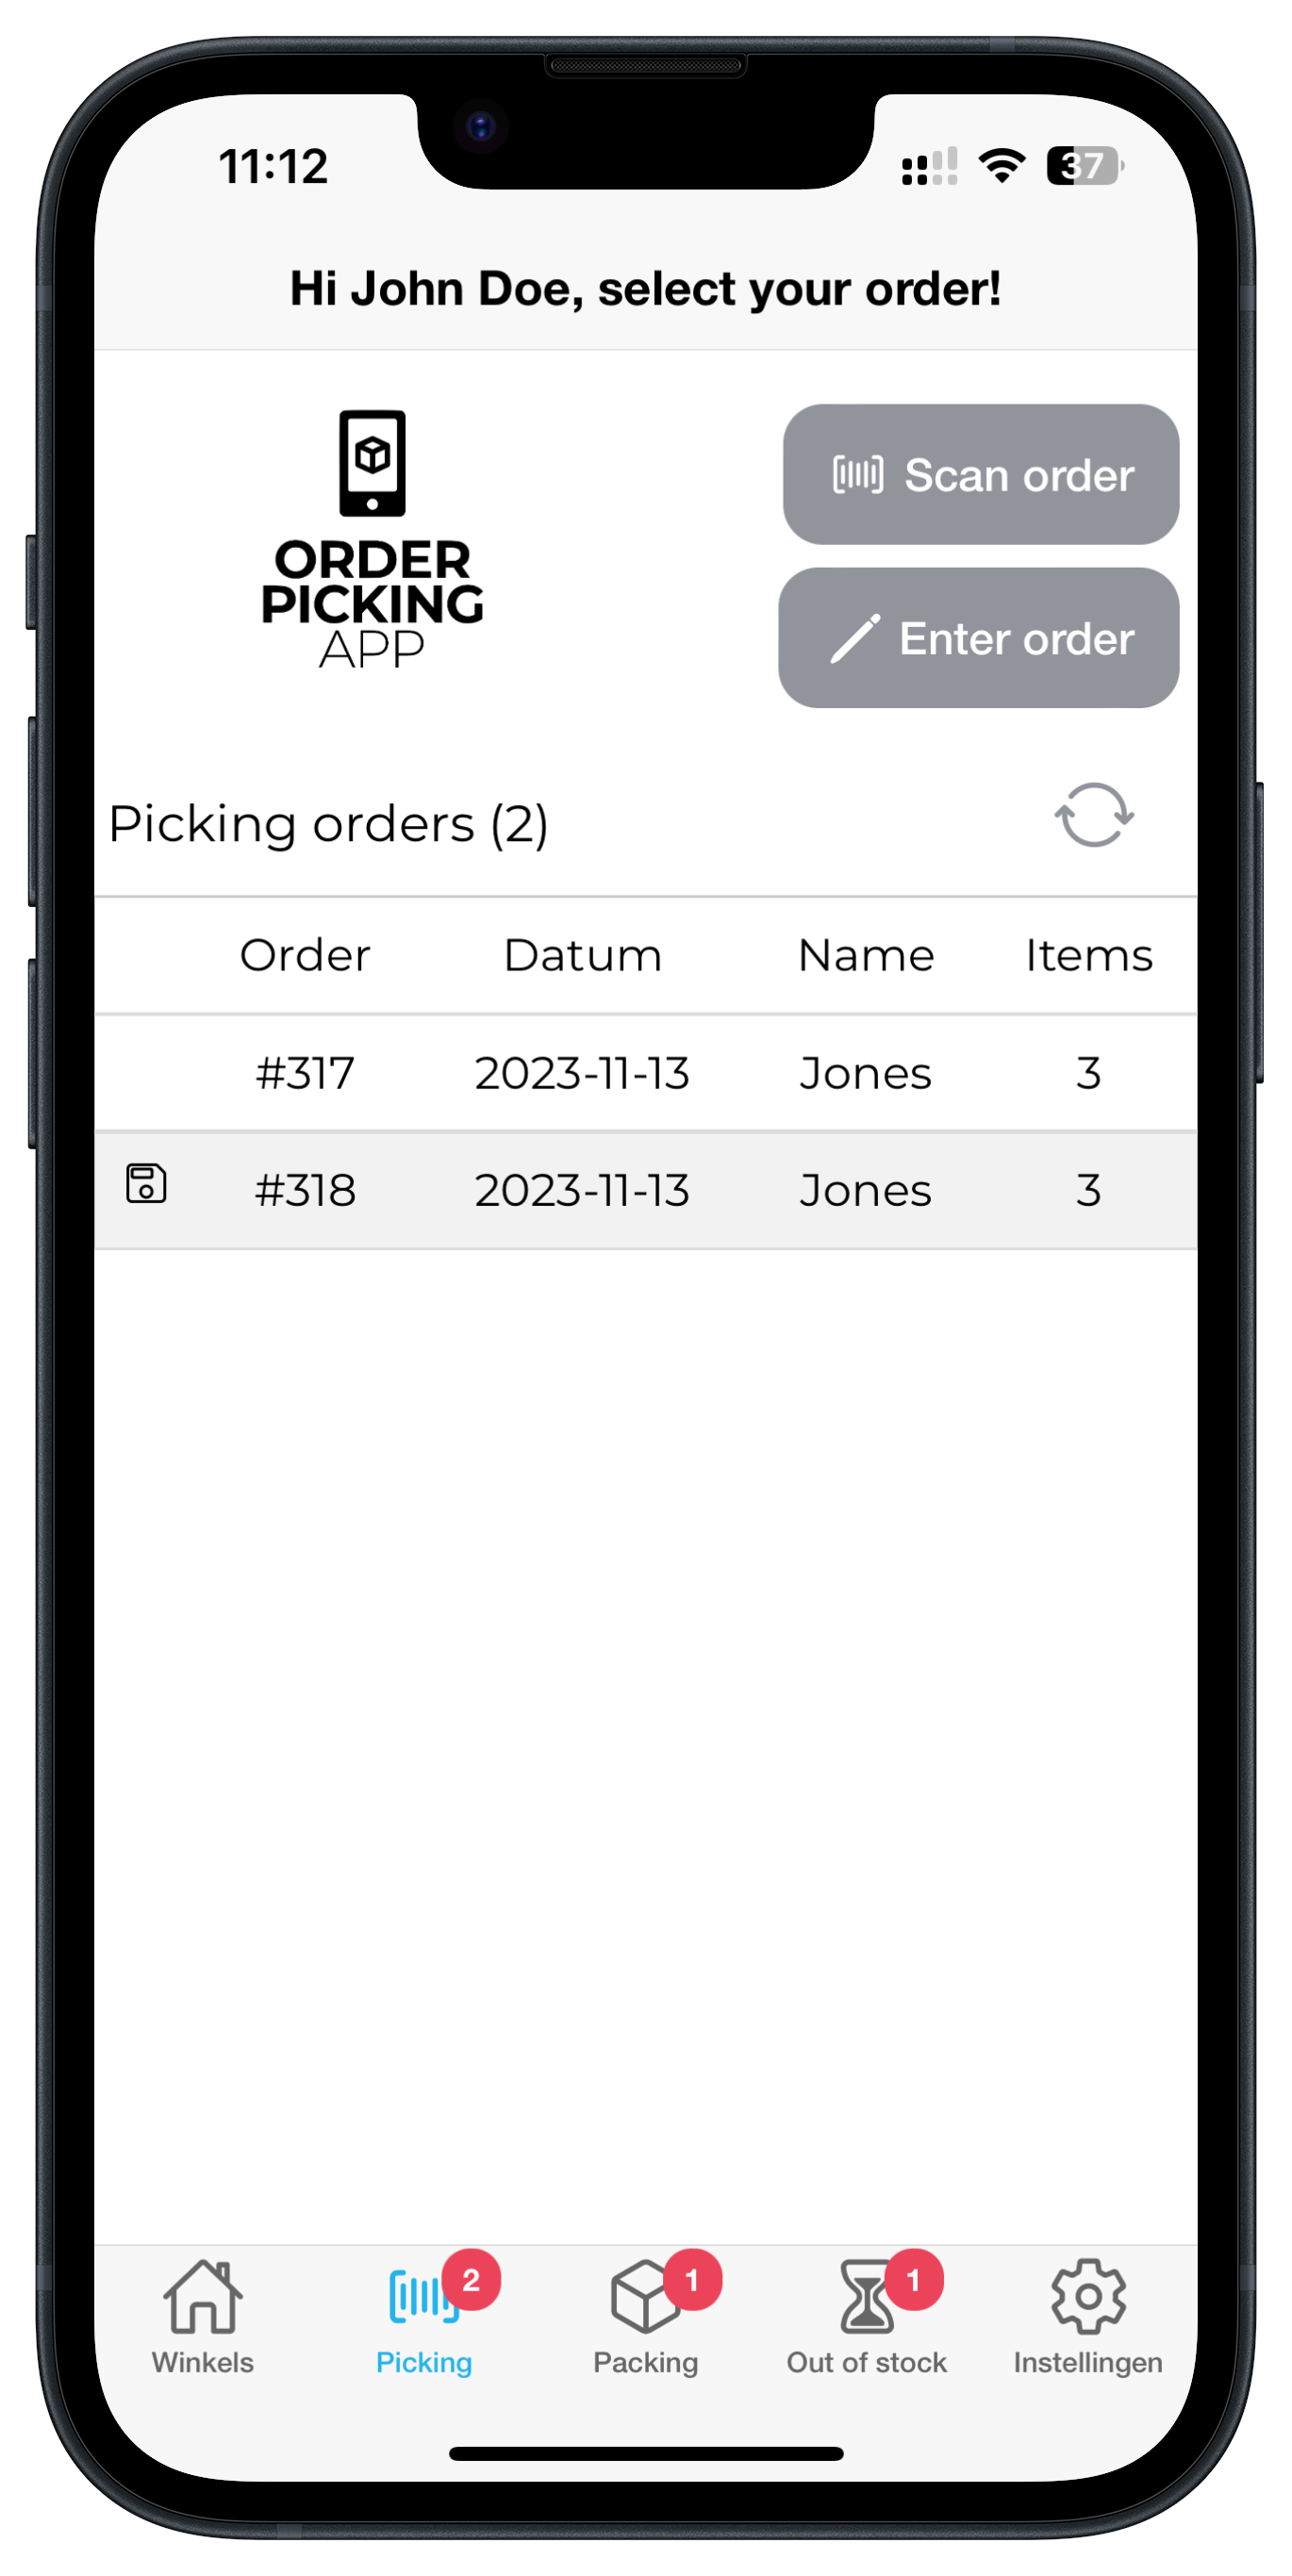 11:12
37
Hi John Doe, select your order!
ORDER
PICKING
APP
Scan order
Enter order
Picking orders (2)
Order Datum Name Items
#317 2023-11-13 Jones 3
#318 2023-11-13 Jones 3
2 1 1
Winkels Picking Packing Out of stock Instellingen